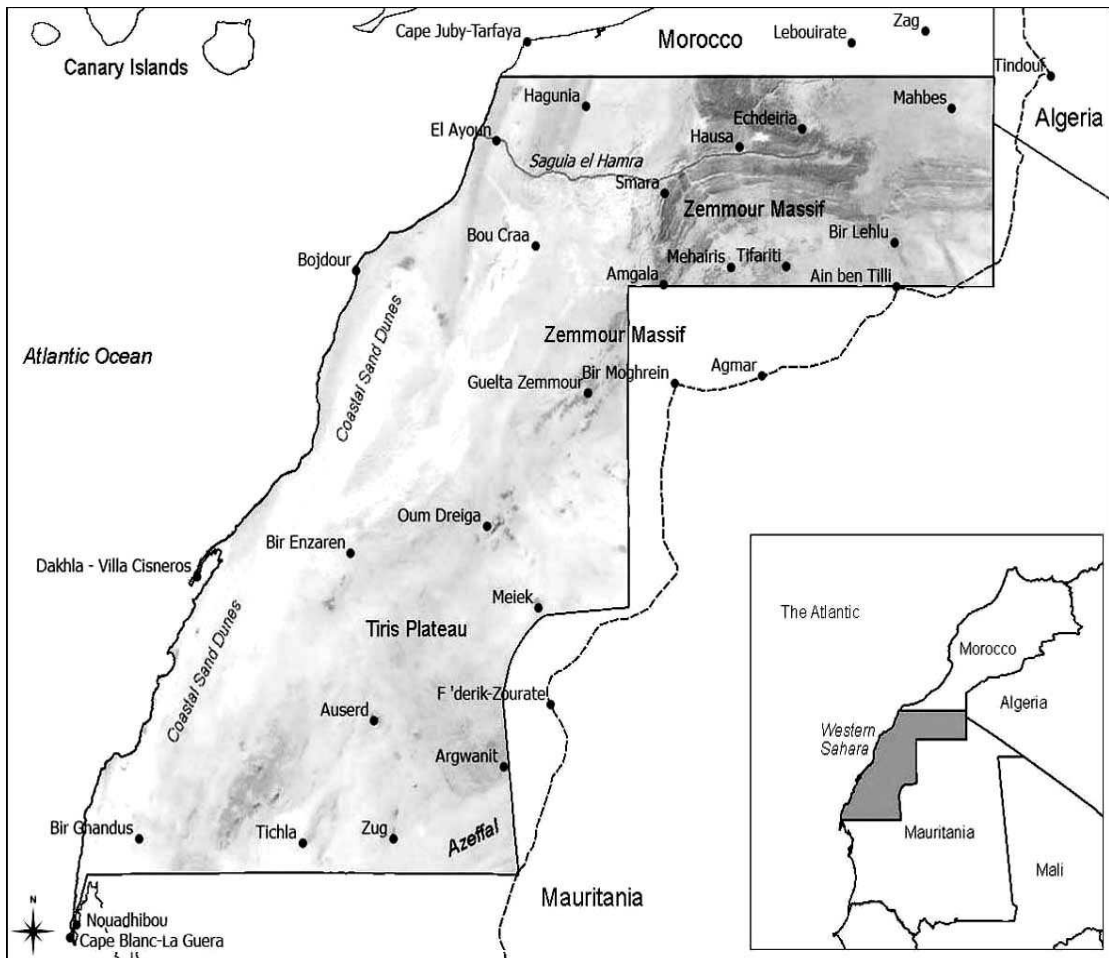 Cape Juby-Tarfaya
Morocco
Lebouirate
Zag
Canary Islands
Tindouf
Hagunia
Mahbes
Algeria
Echdeiria
El Ayoun
Hausa
Saguia el Hamra
Smara
Zemmour Massif
Bou Craa
Bir Lehlu
Mehairis
Tifariti
Bojdour
Amgala
Ain ben Tilli
Coastal Sand Dunes
Zemmour Massif
Atlantic Ocean
Agmar
Bir Moghrein
Guelta Zemmour
Oum Dreiga
Bir Enzaren
Dakhla - Villa Cisneros
Meiek
Tiris Plateau
Coastal Sand Dunes
F 'derik-Zouratel
Auserd
Argwanit
Bir Ghandus
Tichla
Zug
Azeffal
Mauritania
N
Nouadhibou
Cape Blanc-La Guera
The Atlantic
Morocco
Algeria
Western
Sahara
Mauritania
Mali